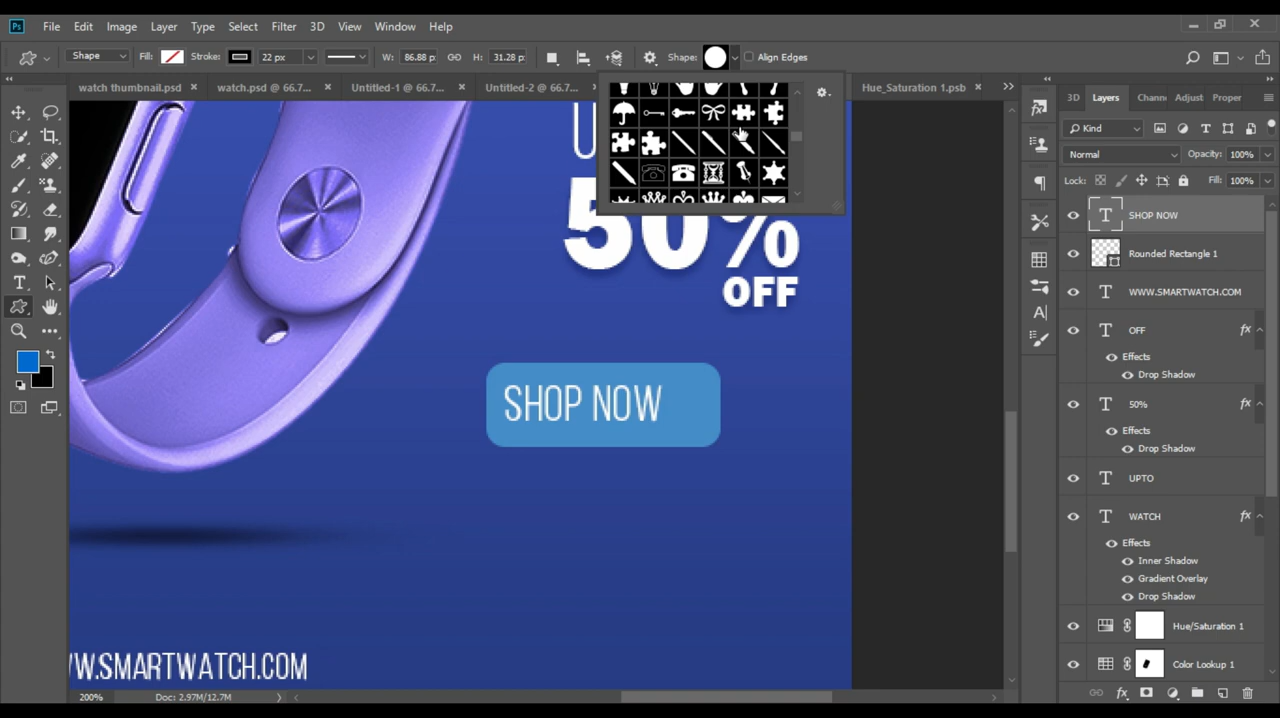 Ps File Edit Image Layer Type Select Filter 3D View Window Help
Shape Fill: Stroke: 22 px W: 86.88 p H: 31.28 p Shape: Align Edges
watch thumbnail.psd × watch.psd @ 66.7... × Untitled-1 @ 66.7... × Untitled-2 @ 66.7... Hue_Saturation 1.psb ×
3D Layers Channe Adjust Proper
Kind
Normal Opacity: 100%
Lock: Fill: 100%
SHOP NOW
Rounded Rectangle 1
WWW.SMARTWATCH.COM
OFF fx
Effects
Drop Shadow
50% fx
Effects
Drop Shadow
UPTO
WATCH fx
Effects
Inner Shadow
Gradient Overlay
Drop Shadow
Hue/Saturation 1
Color Lookup 1
U
50%
OFF
SHOP NOW
WW.SMARTWATCH.COM
200% Doc: 2.97M/12.7M